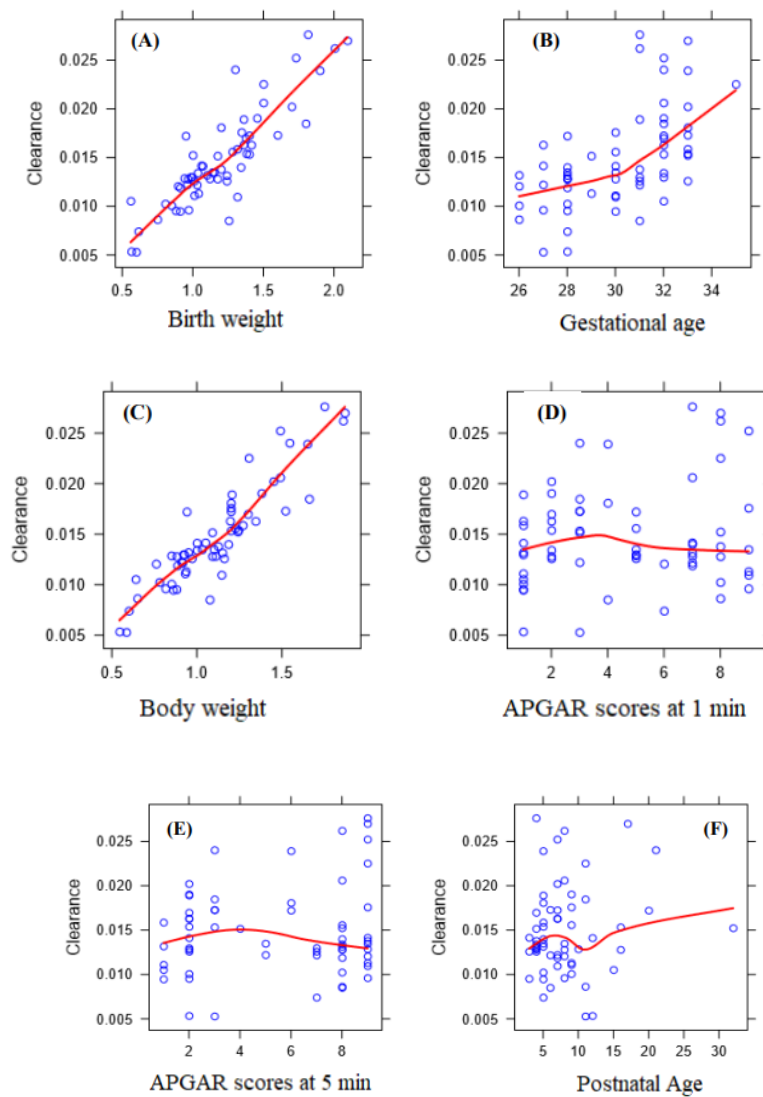 (A)
Clearance
0.025
0.020
0.015
0.010
0.005
0.5 1.0 1.5 2.0
Birth weight
(B)
Clearance
0.025
0.020
0.015
0.010
0.005
26 28 30 32 34
Gestational age
(C)
Clearance
0.025
0.020
0.015
0.010
0.005
0.5 1.0 1.5
Body weight
(D)
Clearance
0.025
0.020
0.015
0.010
0.005
2 4 6 8
APGAR scores at 1 min
(E)
Clearance
0.025
0.020
0.015
0.010
0.005
2 4 6 8
APGAR scores at 5 min
(F)
Clearance
0.025
0.020
0.015
0.010
0.005
5 10 15 20 25 30
Postnatal Age